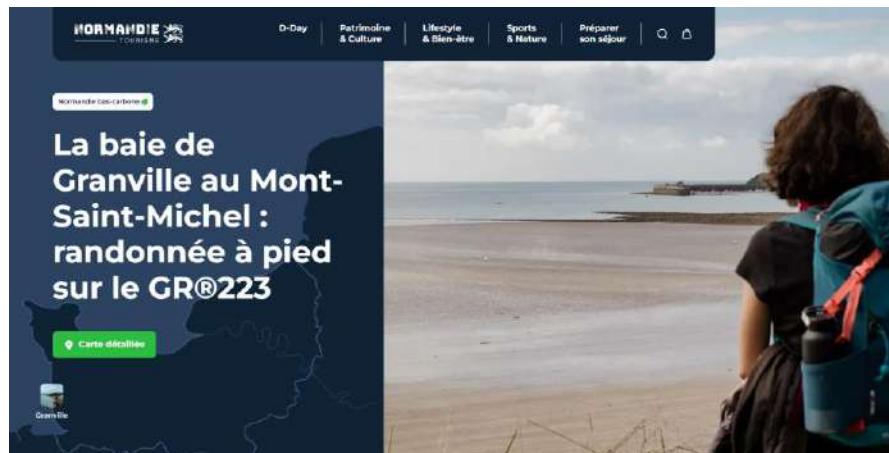 NORMANDIE
TOURISME
D-Day
Patrimoine
& Culture
Lifestyle
& Bien-être
Sports
& Nature
Préparer
son séjour
Normandie bas-carbone
La baie de
Granville au Mont-
Saint-Michel :
randonnée à pied
sur le GR®223
Carte détaillée
Granville